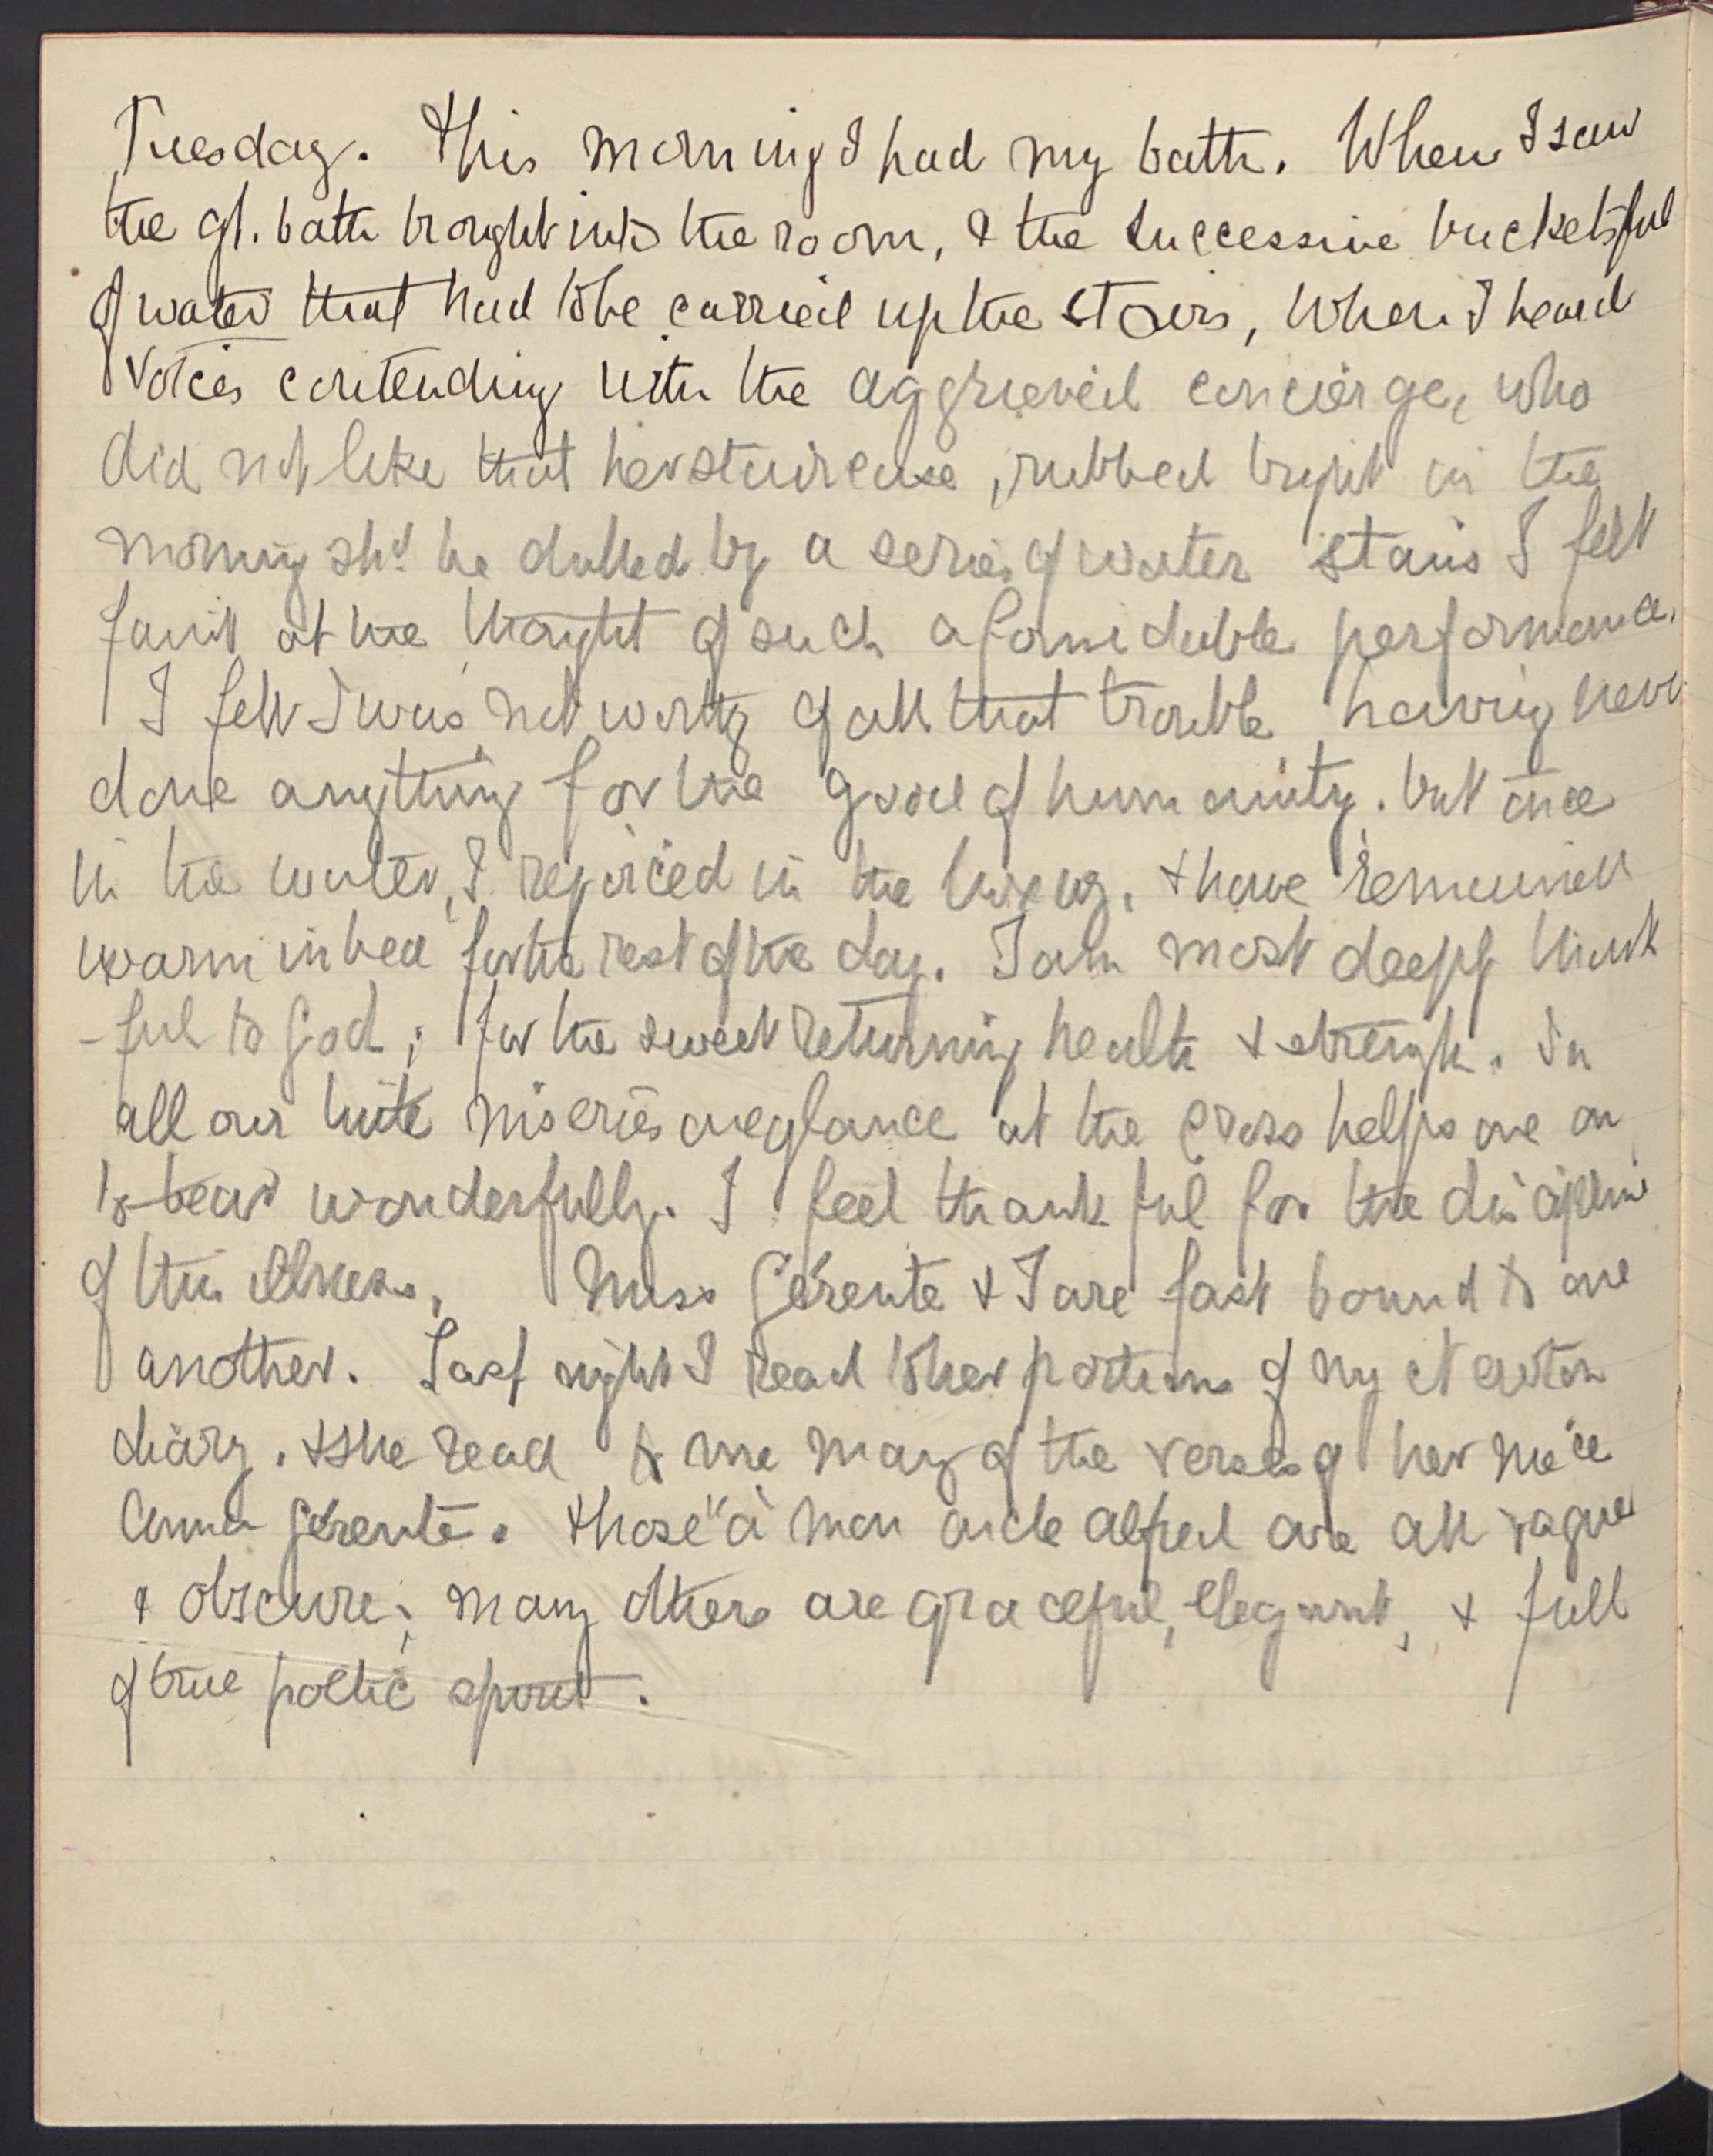 Tuesday. This morning I had my bath. When I saw
the gt. bath brought into the room, & the successive bucketsful
of water that had to be carried up the stairs, when I heard
voices contending with the aggrieved concierge, who
did not like that her staircase, rubbed bright in the
morning shd be dulled by a series of water stains I felt
faint at the thought of such a formidable performance.
I felt I was not worthy of all that trouble having never
done anything for the good of humanity. but once
in the water, I rejoiced in the luxury, & have remained
warm in bed for the rest of the day. I am most deeply thank
-ful to God; for the sweet returning health & strength. In
all our little miseries one glance at the cross helps one on
to bear wonderfully. I feel thankful for the discipline
of this illness. Miss Gérente & I are fast bound to one
another. Last night I read to her portions of my Newton
diary. & she read to me many of the verses of her niece
Anna Gérente. those "à mon oncle Alfred are all vague
& obscure; many others are graceful, elegant, & full
of true poetic spirit.